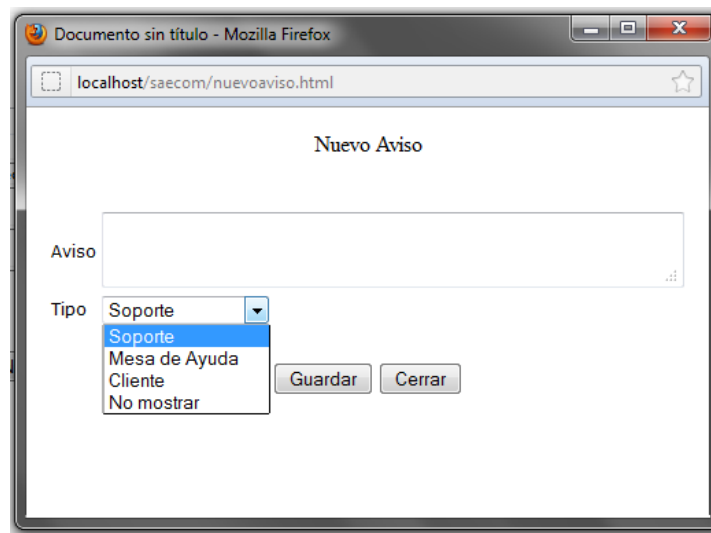 Documento sin título - Mozilla Firefox
localhost/saecom/nuevoaviso.html
Nuevo Aviso
Aviso
Tipo Soporte
Soporte
Mesa de Ayuda
Cliente
No mostrar
Guardar Cerrar